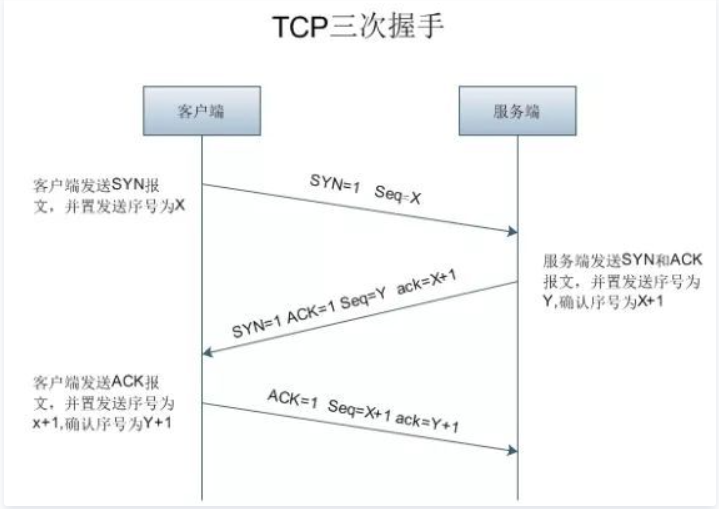 TCP三次握手
客户端
服务端
客户端发送SYN报
文，并置发送序号为X
SYN=1 Seq=X
服务端发送SYN和ACK
报文，并置发送序号为
Y,确认序号为X+1
SYN=1 ACK=1 Seq=Y ack=X+1
客户端发送ACK报
文，并置发送序号为
x+1,确认序号为Y+1
ACK=1 Seq=X+1 ack=Y+1